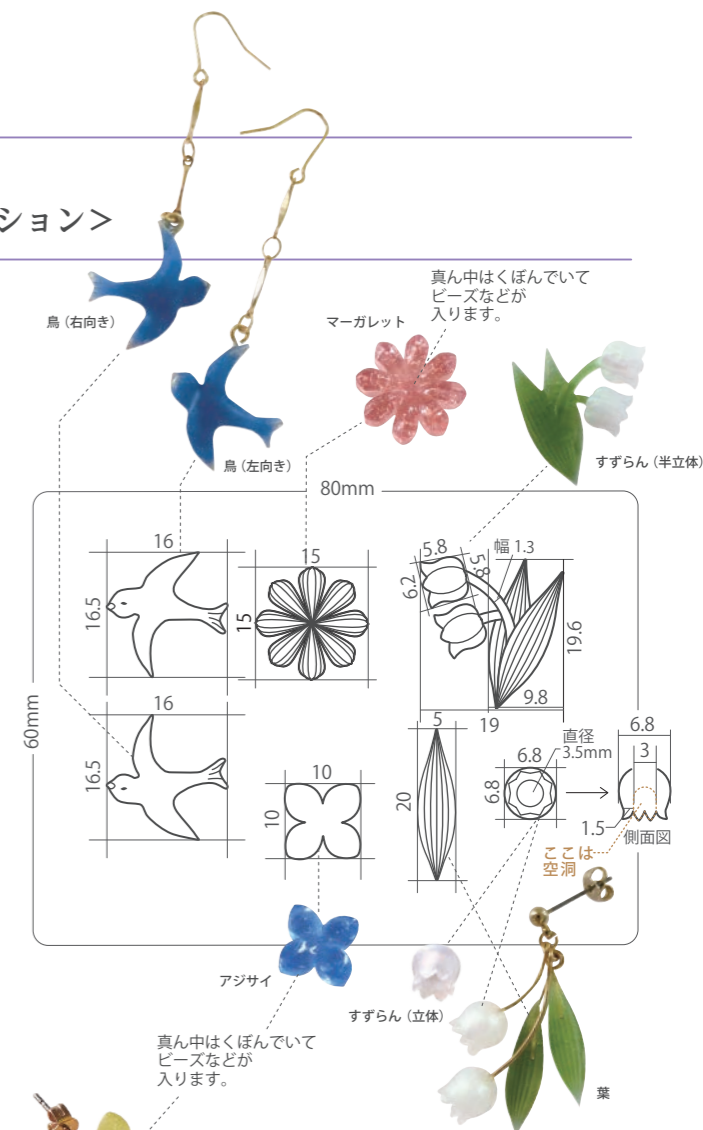 ション＞
真ん中はくぼんでいて
ビーズなどが
入ります。
鳥（右向き）
マーガレット
鳥（左向き）
すずらん（半立体）
80mm
16
15
5.8
5.8
幅 1.3
6.2
16.5
15
19.6
9.8
60mm
16
5
19
6.8
直径
3.5mm
6.8
3
16.5
10
10
20
6.8
1.5
側面図
ここは
空洞
アジサイ
すずらん（立体）
真ん中はくぼんでいて
ビーズなどが
入ります。
葉